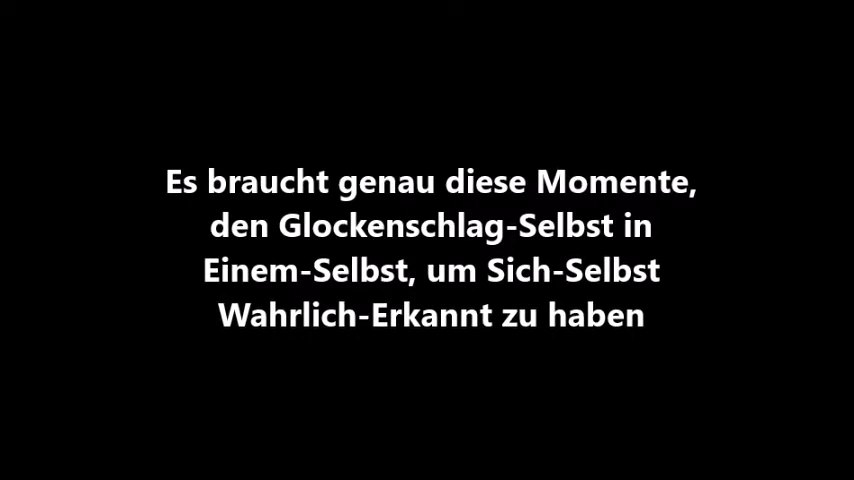 Es braucht genau diese Momente,
den Glockenschlag-Selbst in
Einem-Selbst, um Sich-Selbst
Wahrlich-Erkannt zu haben